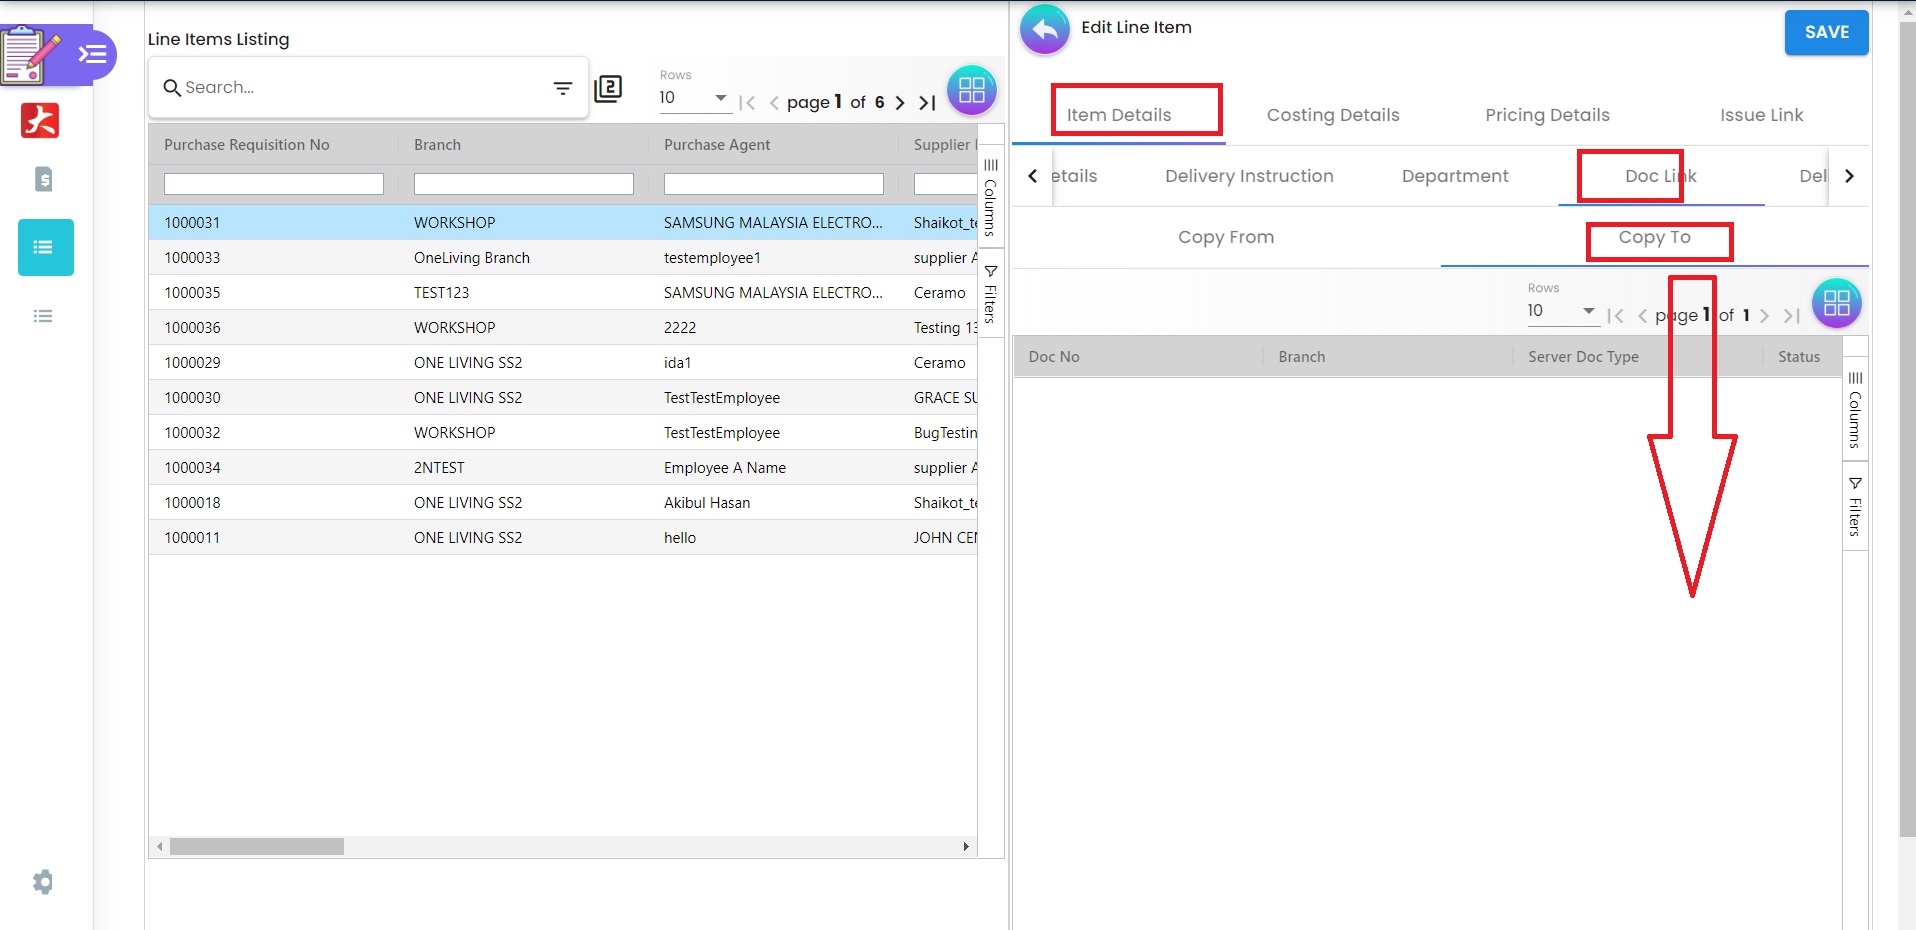 Line Items Listing
Search...
2
Rows
10
page 1 of 6
Purchase Requisition No Branch Purchase Agent Supplier
1000031 WORKSHOP SAMSUNG MALAYSIA ELECTRO... Shaikot_te
1000033 OneLiving Branch testemployee1 supplier A
1000035 TEST123 SAMSUNG MALAYSIA ELECTRO... Ceramo
1000036 WORKSHOP 2222 Testing 13
1000029 ONE LIVING SS2 ida1 Ceramo
1000030 ONE LIVING SS2 TestTestEmployee GRACE SU
1000032 WORKSHOP TestTestEmployee BugTestin
1000034 2NTEST Employee A Name supplier A
1000018 ONE LIVING SS2 Akibul Hasan Shaikot_te
1000011 ONE LIVING SS2 hello JOHN CEN
Columns
Filters
Edit Line Item
SAVE
Item Details Costing Details Pricing Details Issue Link
etails Delivery Instruction Department Doc Link Del
Copy From Copy To
Rows
10
page 1 of 1
Doc No Branch Server Doc Type Status
Columns
Filters